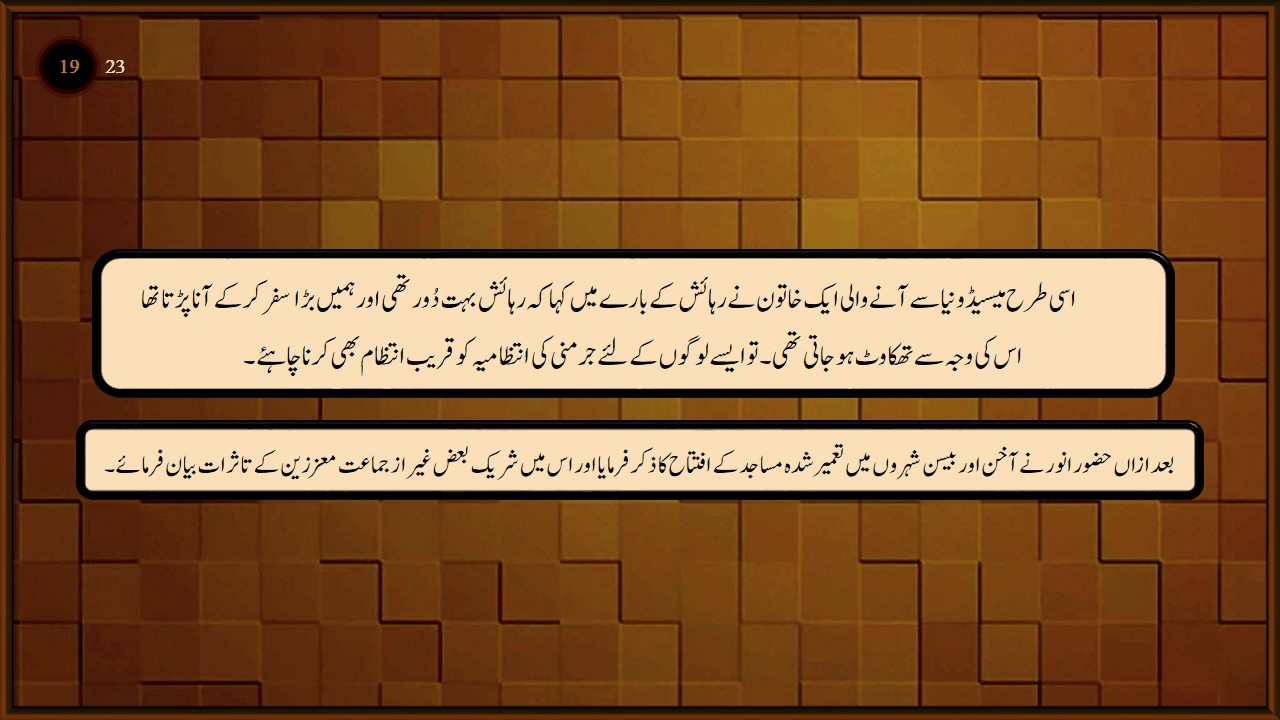 19 23
اسی طرح میسیڈونیا سے آنے والی ایک خاتون نے رہائش کے بارے میں کہا کہ رہائش بہت دُور تھی اور ہمیں بڑا سفر کر کے آنا پڑتا تھا
اس کی وجہ سے تھکاوٹ ہو جاتی تھی۔ تو ایسے لوگوں کے لئے جرمنی کی انتظامیہ کو قریب انتظام بھی کرنا چاہئے۔
بعد ازاں حضور انور نے آخن اور ہیسن شہروں میں تعمیر شدہ مساجد کے افتتاح کا ذکر فرمایا اور اس میں شریک بعض غیر از جماعت معززین کے تاثرات بیان فرمائے۔